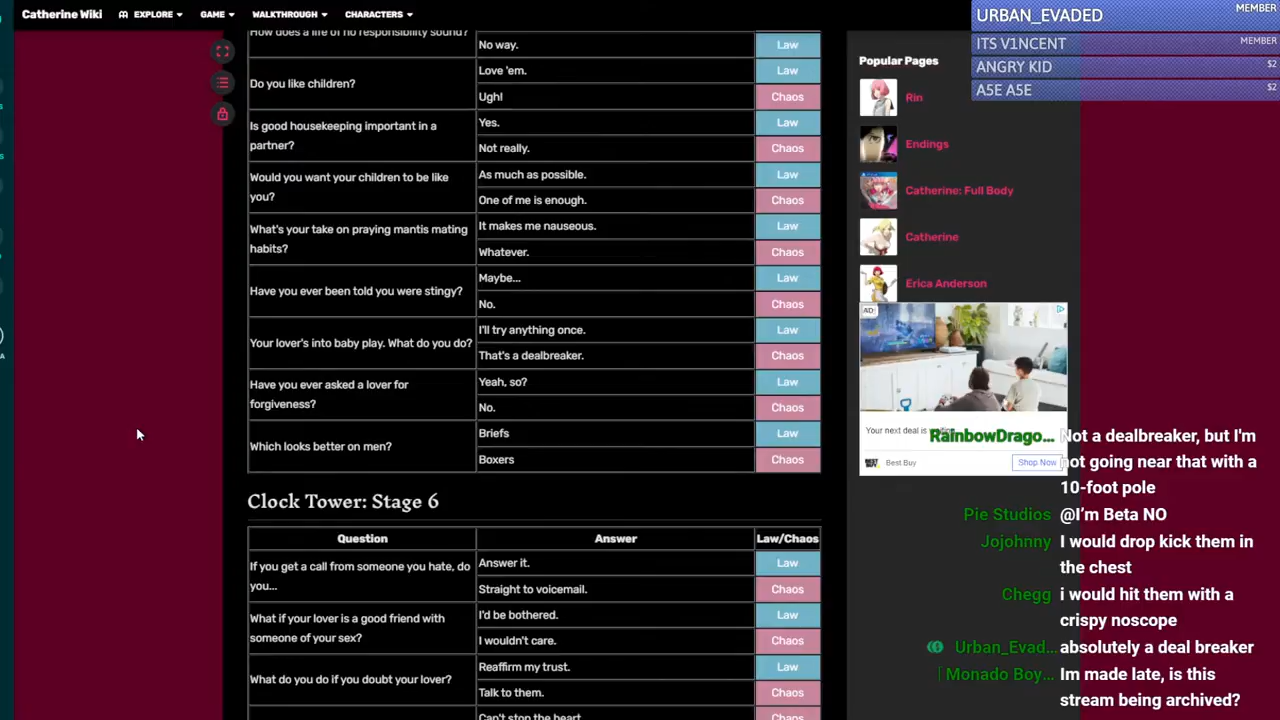 Catherine Wiki
EXPLORE
GAME
WALKTHROUGH
CHARACTERS
URBAN_EVADED MEMBER
ITS V1NCENT MEMBER
ANGRY KID $2
A5E A5E $2
How does a life of no responsibility sound?
No way. Law
Do you like children?
Love 'em. Law
Ugh! Chaos
Is good housekeeping important in a
partner?
Yes. Law
Not really. Chaos
Would you want your children to be like
you?
As much as possible. Law
One of me is enough. Chaos
What's your take on praying mantis mating
habits?
It makes me nauseous. Law
Whatever. Chaos
Have you ever been told you were stingy?
Maybe... Law
No. Chaos
Your lover's into baby play. What do you do?
I'll try anything once. Law
That's a dealbreaker. Chaos
Have you ever asked a lover for
forgiveness?
Yeah, so? Law
No. Chaos
Which looks better on men?
Briefs Law
Boxers Chaos
Clock Tower: Stage 6
Question Answer Law/Chaos
If you get a call from someone you hate, do
you...
Answer it. Law
Straight to voicemail. Chaos
What if your lover is a good friend with
someone of your sex?
I'd be bothered. Law
I wouldn't care. Chaos
What do you do if you doubt your lover?
Reaffirm my trust. Law
Talk to them. Chaos
Can't stop the heart Law
Popular Pages
Rin
Endings
Catherine: Full Body
Catherine
Erica Anderson
AD
Your next deal is waiting
Best Buy
Shop Now
RainbowDrago... Not a dealbreaker, but I'm
not going near that with a
10-foot pole
Pie Studios @I'm Beta NO
Jojohnny I would drop kick them in
the chest
Chegg i would hit them with a
crispy noscope
Urban_Evad... absolutely a deal breaker
「Monado Boy... Im made late, is this
stream being archived?